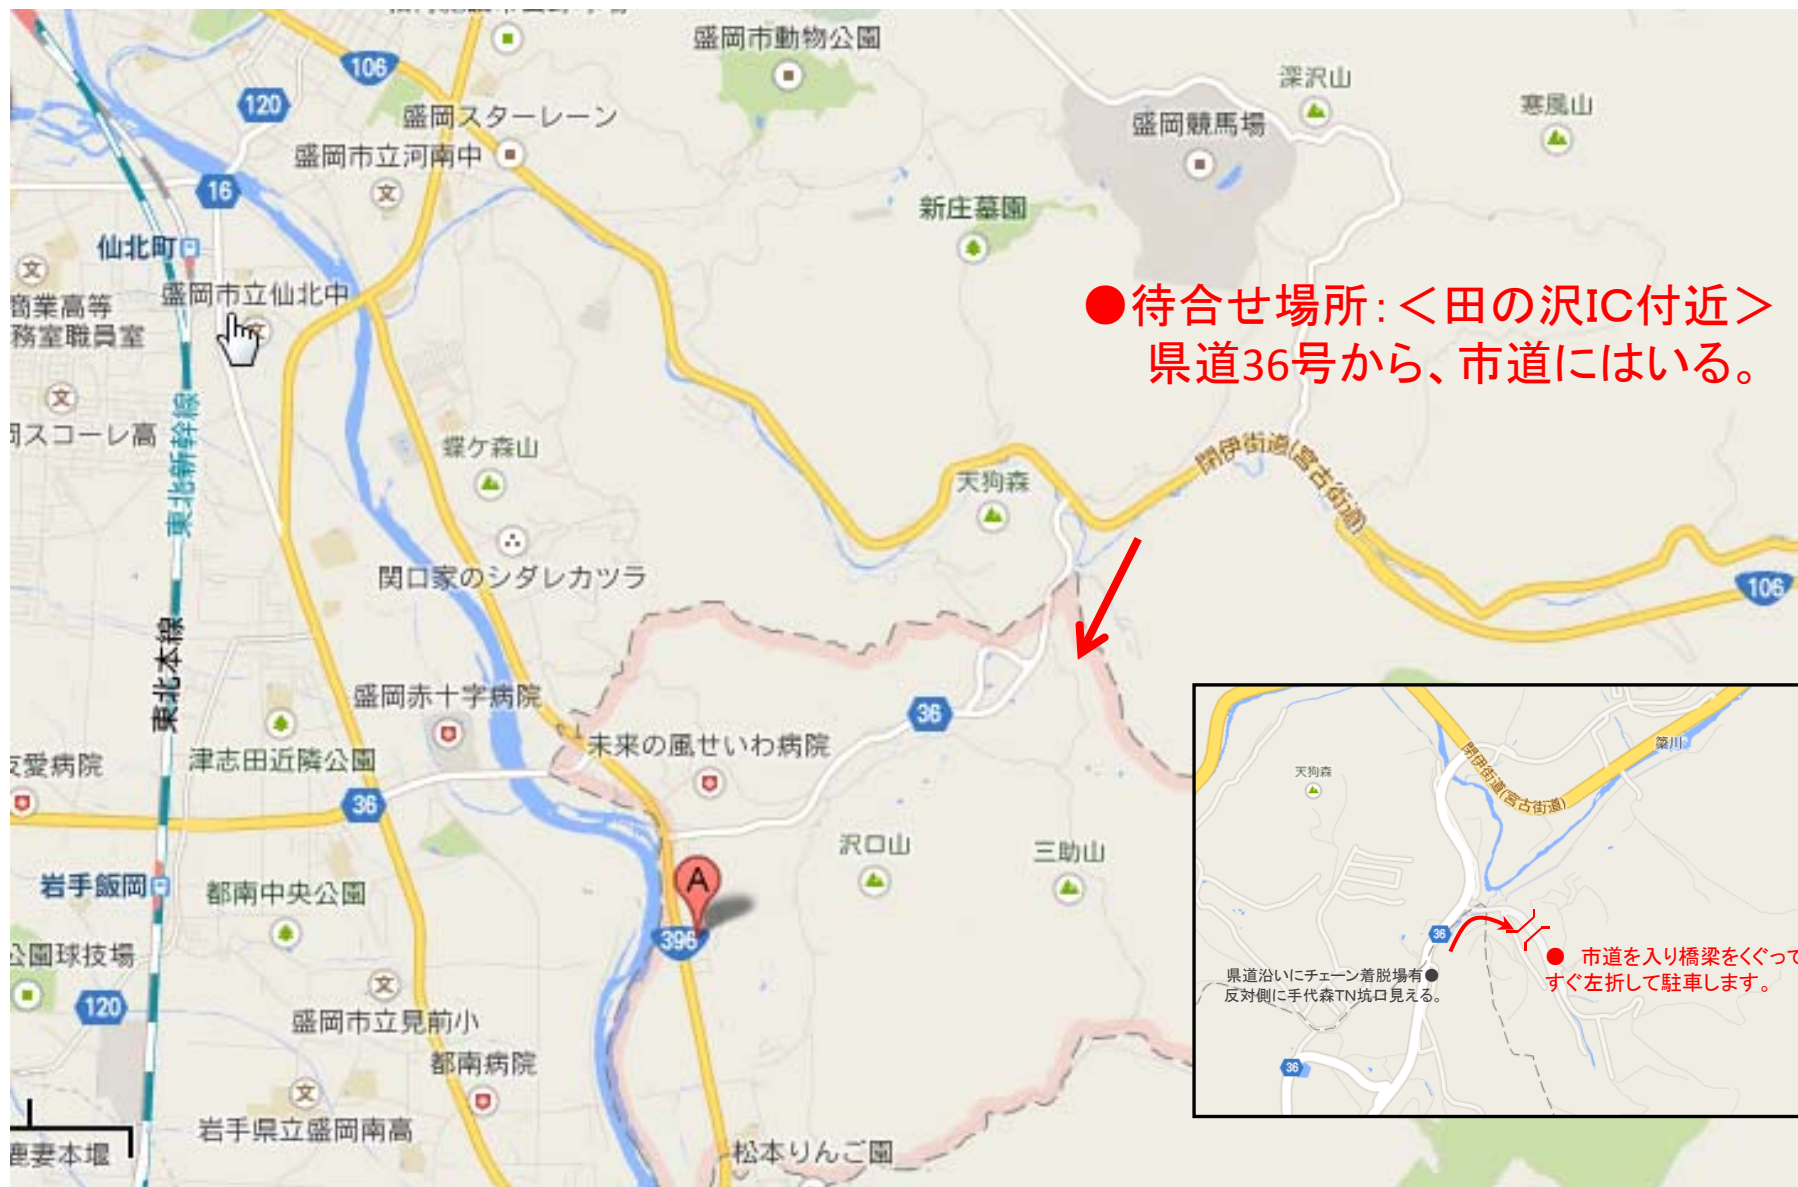 盛岡市動物公園
106
120
盛岡スターレーン
盛岡市立河南中
16
深沢山
寒風山
盛岡競馬場
新庄墓園
仙北町
盛岡市立仙北中
商業高等
務室職員室
●待合せ場所:＜田の沢IC付近＞
県道36号から、市道にはいる。
岡スコーレ高
東北新幹線
蝶ケ森山
天狗森
閉伊街道(宮古街道)
関口家のシダレカツラ
106
東北本線
盛岡赤十字病院
36
未来の風せいわ病院
友愛病院
津志田近隣公園
36
沢口山
三助山
岩手飯岡
都南中央公園
A
396
公園球技場
120
盛岡市立見前小
都南病院
岩手県立盛岡南高
鹿妻本堰
松本りんご園
簗川
天狗森
閉伊街道(宮古街道)
36
県道沿いにチェーン着脱場有●
反対側に手代森TN坑口見える。
● 市道を入り橋梁をくぐって
すぐ左折して駐車します。
36